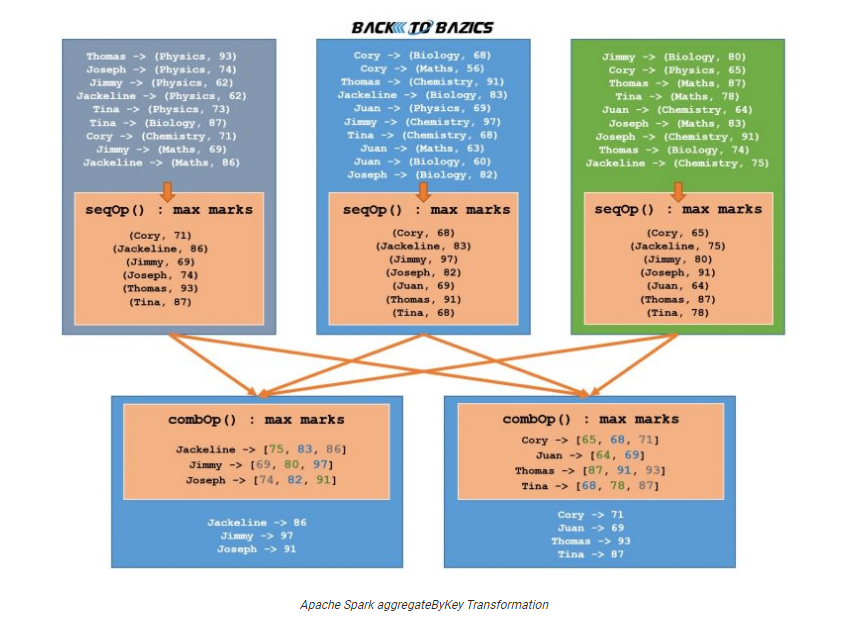 BACK TO BAZICS
Thomas -> (Physics, 93)
Joseph -> (Physics, 74)
Jimmy -> (Physics, 62)
Jackeline -> (Physics, 62)
Tina -> (Physics, 73)
Tina -> (Biology, 87)
Cory -> (Chemistry, 71)
Jimmy -> (Maths, 69)
Jackeline -> (Maths, 86)
seqOp() : max marks
(Cory, 71)
(Jackeline, 86)
(Jimmy, 69)
(Joseph, 74)
(Thomas, 93)
(Tina, 87)
Cory -> (Biology, 68)
Cory -> (Maths, 56)
Thomas -> (Chemistry, 91)
Jackeline -> (Biology, 83)
Juan -> (Physics, 69)
Jimmy -> (Chemistry, 97)
Tina -> (Chemistry, 68)
Juan -> (Maths, 63)
Juan -> (Biology, 60)
Joseph -> (Biology, 82)
seqOp() : max marks
(Cory, 68)
(Jackeline, 83)
(Jimmy, 97)
(Joseph, 82)
(Juan, 69)
(Thomas, 91)
(Tina, 68)
Jimmy -> (Biology, 80)
Cory -> (Physics, 65)
Thomas -> (Maths, 87)
Tina -> (Maths, 78)
Juan -> (Chemistry, 64)
Joseph -> (Maths, 83)
Joseph -> (Chemistry, 91)
Thomas -> (Biology, 74)
Jackeline -> (Chemistry, 75)
seqOp() : max marks
(Cory, 65)
(Jackeline, 75)
(Jimmy, 80)
(Joseph, 91)
(Juan, 64)
(Thomas, 87)
(Tina, 78)
combOp() : max marks
Jackeline -> [75, 83, 86]
Jimmy -> [69, 80, 97]
Joseph -> [74, 82, 91]
Jackeline -> 86
Jimmy -> 97
Joseph -> 91
combOp() : max marks
Cory -> [65, 68, 71]
Juan -> [64, 69]
Thomas -> [87, 91, 93]
Tina -> [68, 78, 87]
Cory -> 71
Juan -> 69
Thomas -> 93
Tina -> 87
Apache Spark aggregateByKey Transformation